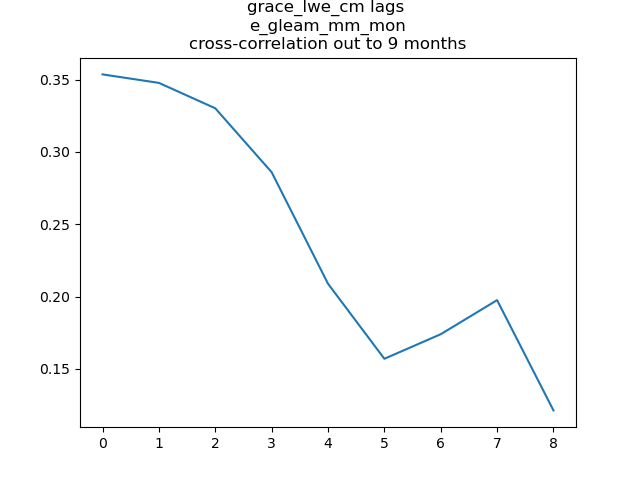 grace_lwe_cm lags
e_gleam_mm_mon
cross-correlation out to 9 months
0.35
0.30
0.25
0.20
0.15
0 1 2 3 4 5 6 7 8